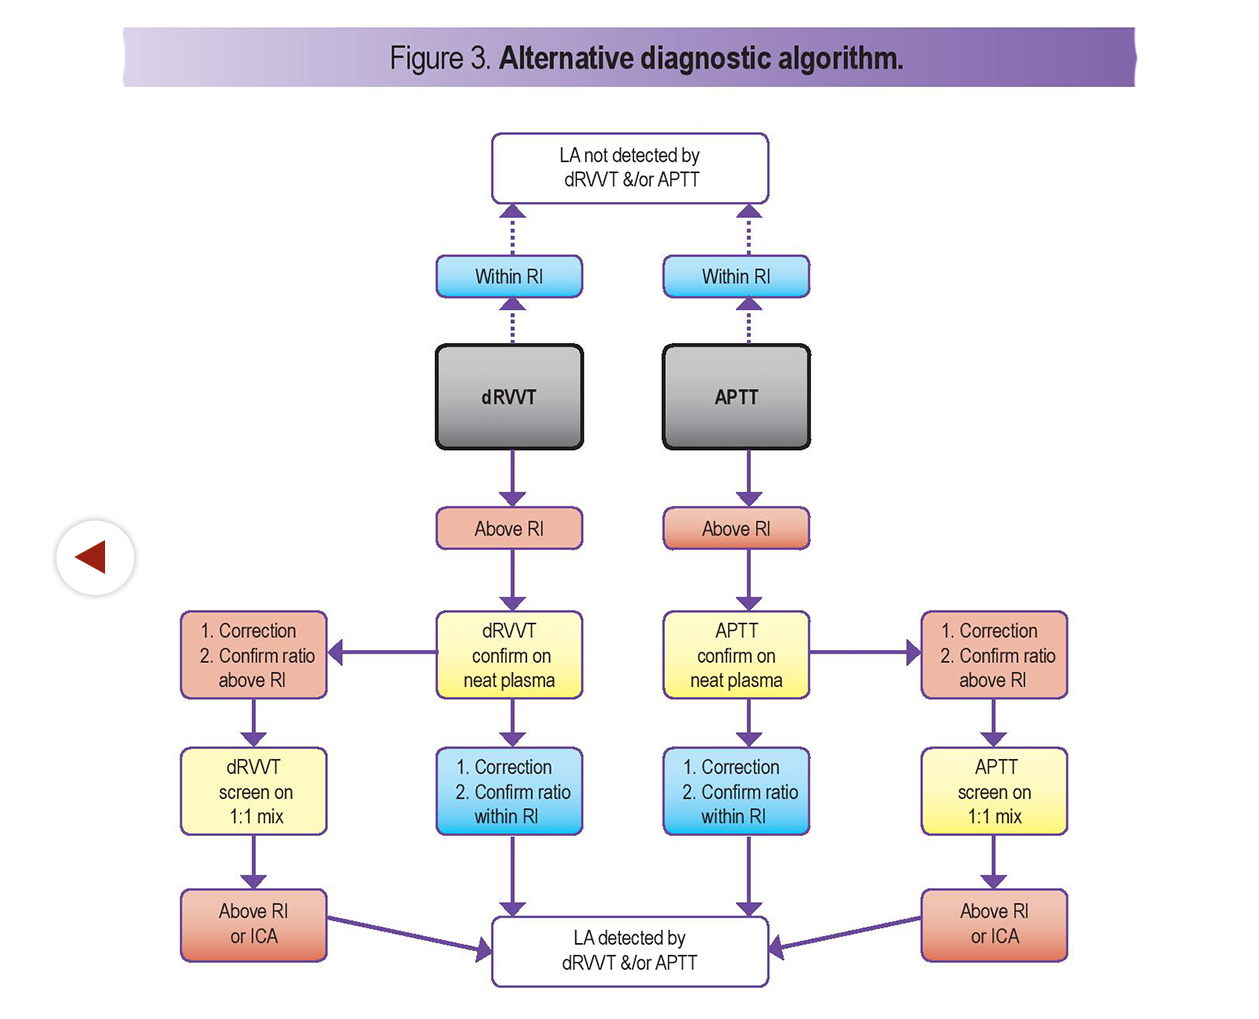 Figure 3. Alternative diagnostic algorithm.
LA not detected by
dRVVT &/or APTT
Within RI
Within RI
dRVVT
APTT
Above RI
Above RI
1. Correction
2. Confirm ratio
above RI
dRVVT
confirm on
neat plasma
APTT
confirm on
neat plasma
1. Correction
2. Confirm ratio
above RI
dRVVT
screen on
1:1 mix
1. Correction
2. Confirm ratio
within RI
1. Correction
2. Confirm ratio
within RI
APTT
screen on
1:1 mix
Above RI
or ICA
LA detected by
dRVVT &/or APTT
Above RI
or ICA